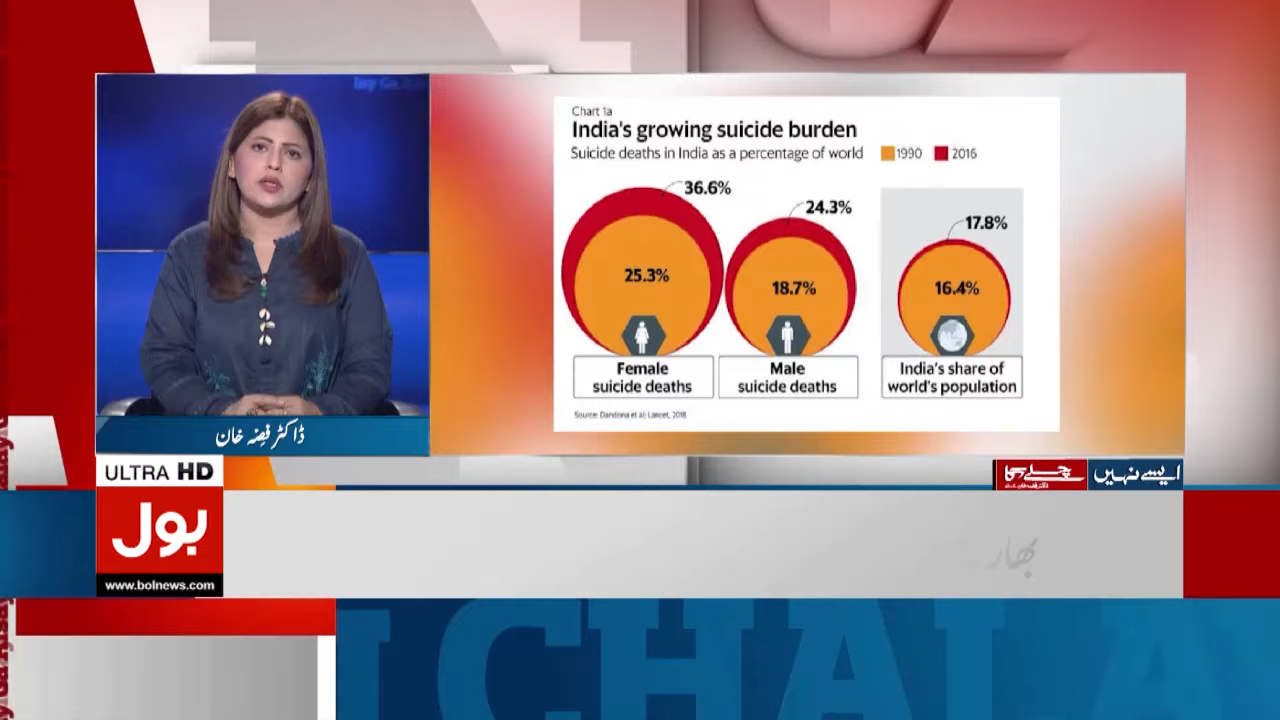 Chart 1a
India's growing suicide burden
Suicide deaths in India as a percentage of world
1990
2016
36.6%
25.3%
24.3%
18.7%
17.8%
16.4%
Female
suicide deaths
Male
suicide deaths
India's share of
world's population
Source: Dandona et al; Lancet, 2018
ڈاکٹر فِضہ خان
ULTRA HD
بول
www.bolnews.com
ایسے نہیں
چلے گا
بھار
CHAL